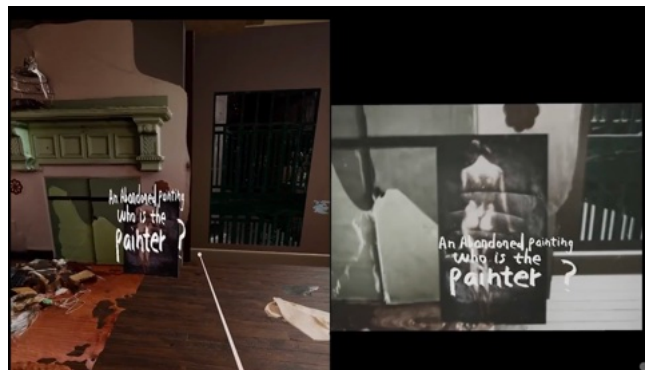 An Abandoned Painting
who is the
painter ?
An Abandoned Painting
who is the
painter ?